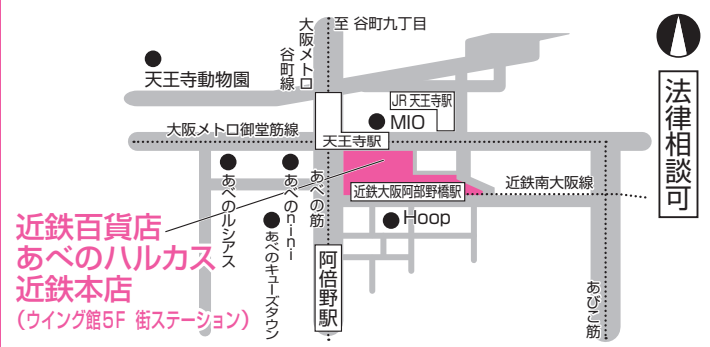 至 谷町九丁目
大阪メトロ
谷町線
天王寺動物園
JR 天王寺駅
MIO
大阪メトロ御堂筋線
天王寺駅
法律相談可
あべのルシアス
あべのnini
あべの筋
近鉄大阪阿部野橋駅
近鉄南大阪線
あべのキューズタウン
Hoop
近鉄百貨店
あべのハルカス
近鉄本店
(ウイング館5F 街ステーション)
阿倍野駅
あびこ筋